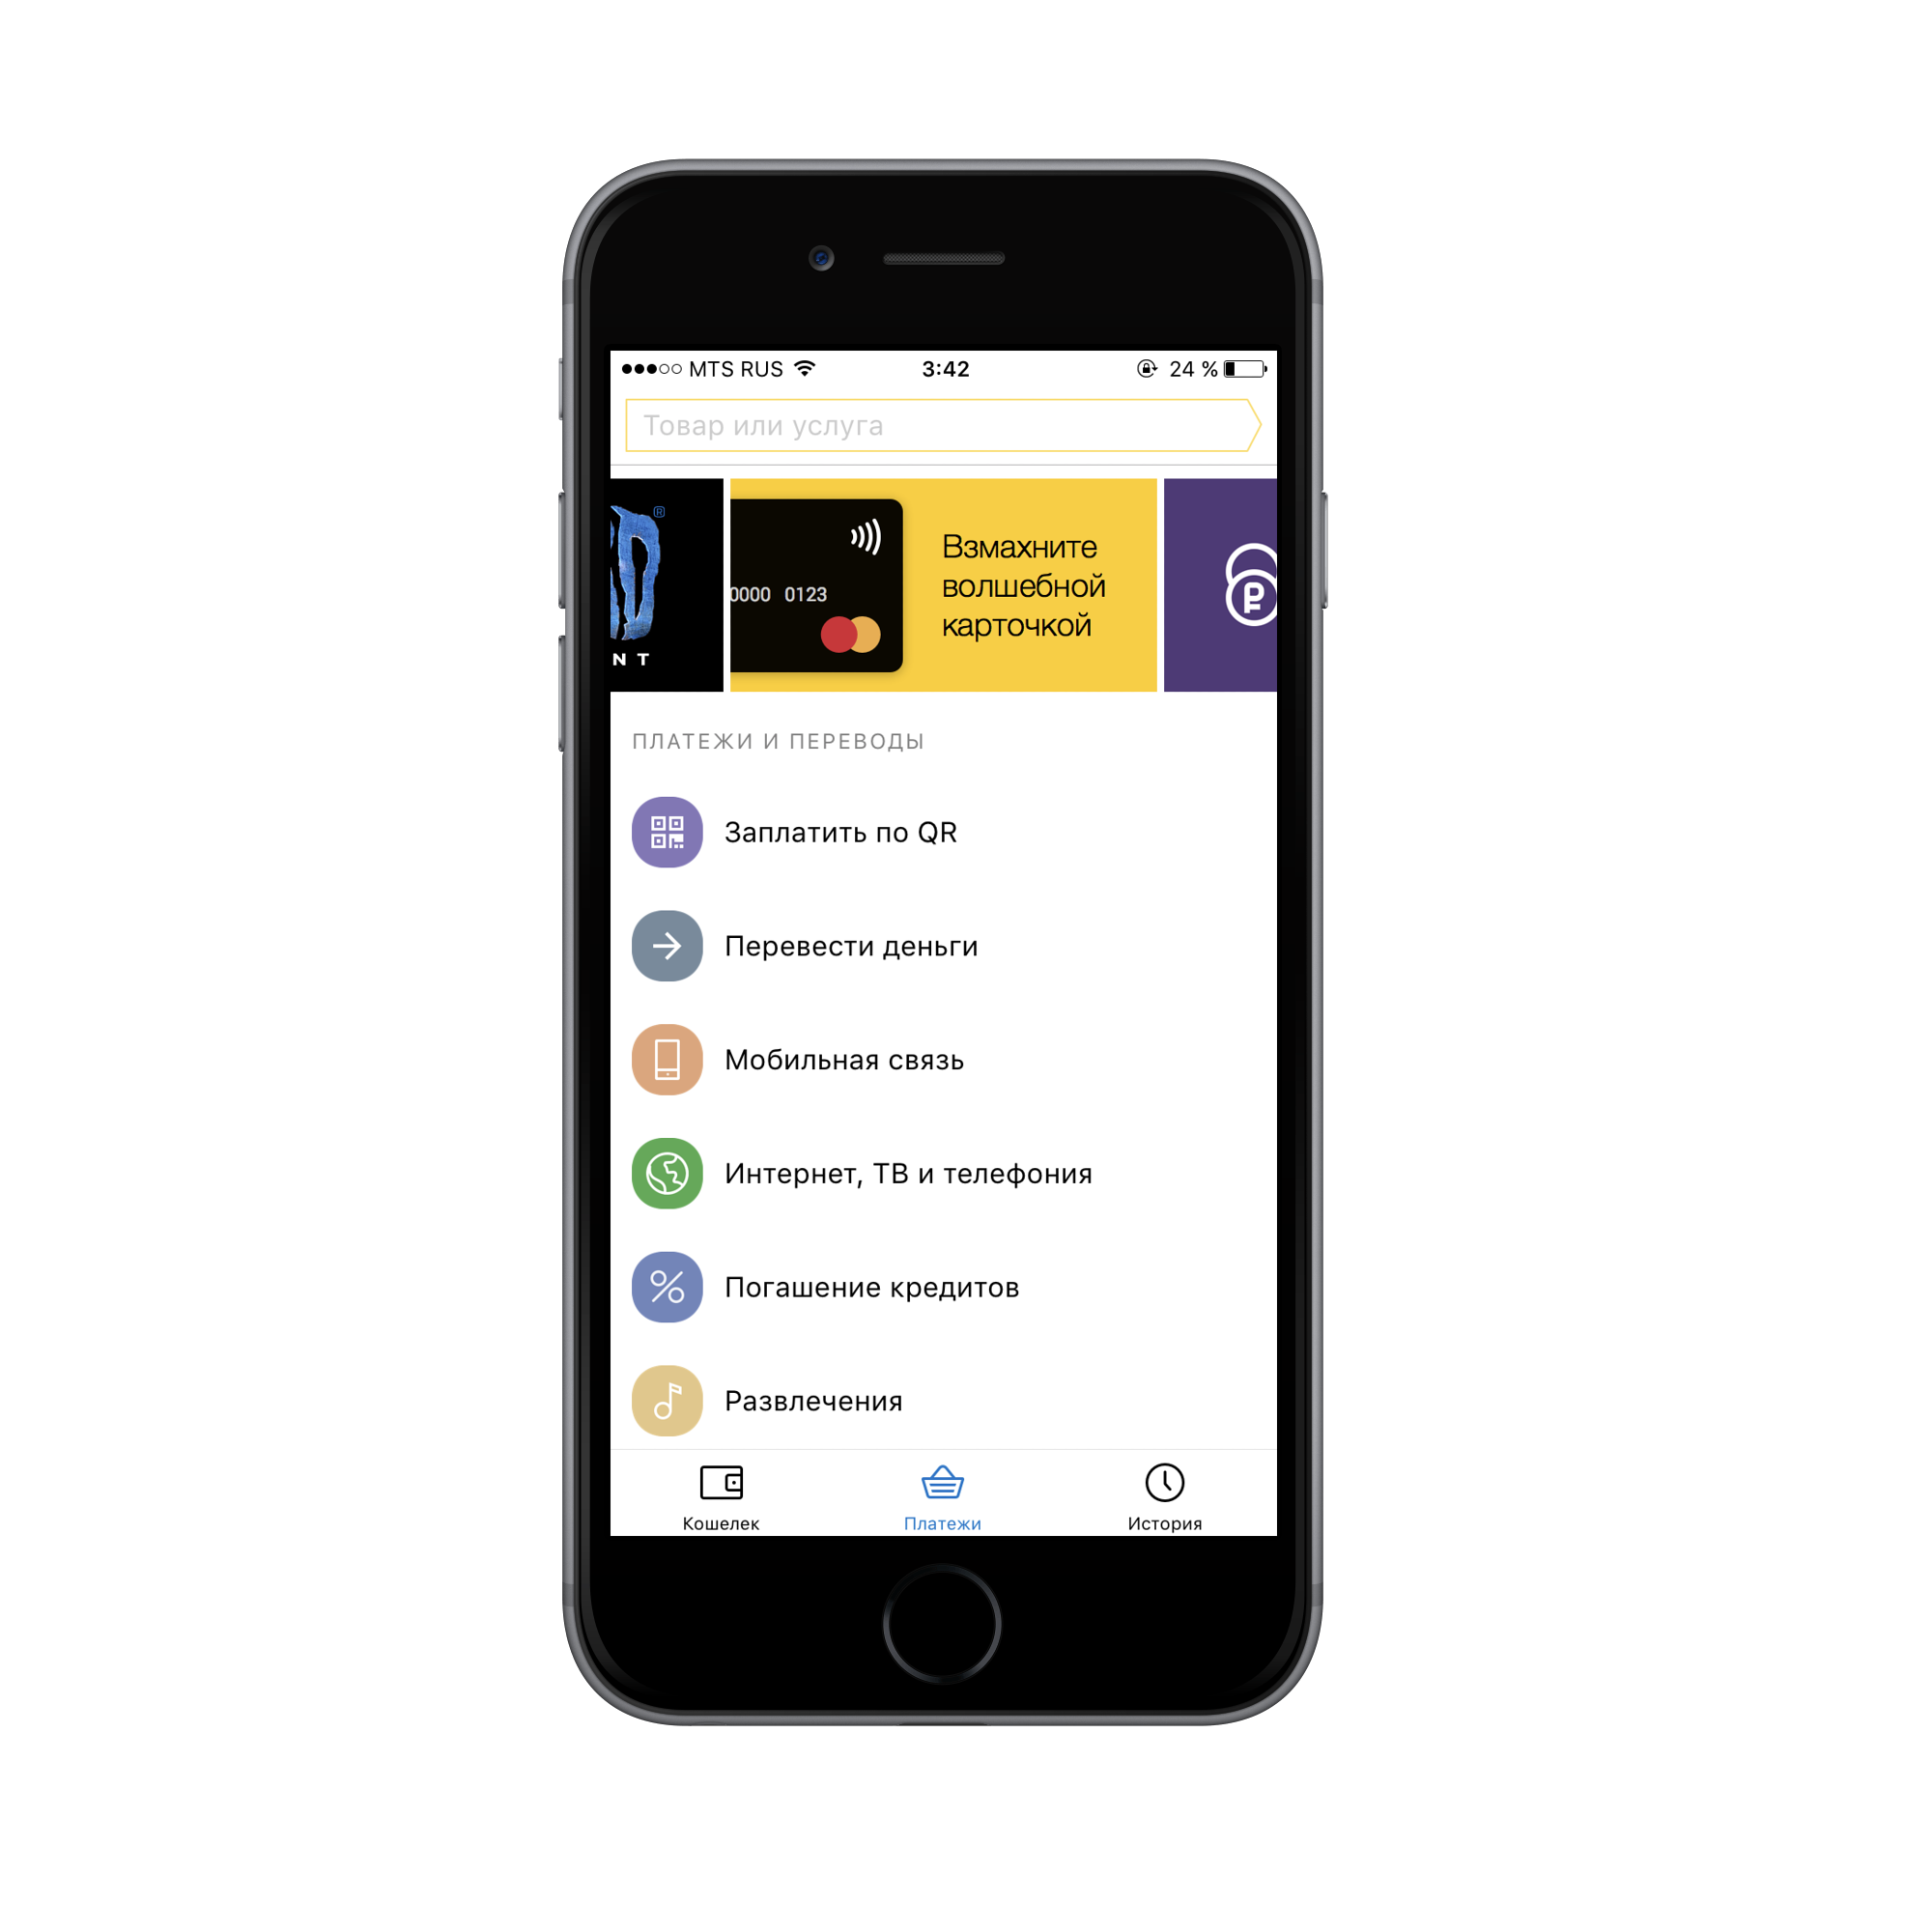 MTS RUS 3:42 24 %
Товар или услуга
®
NT
0000 0123
Взмахните
волшебной
карточкой
ПЛАТЕЖИ И ПЕРЕВОДЫ
Заплатить по QR
Перевести деньги
Мобильная связь
Интернет, ТВ и телефония
Погашение кредитов
Развлечения
Кошелек Платежи История